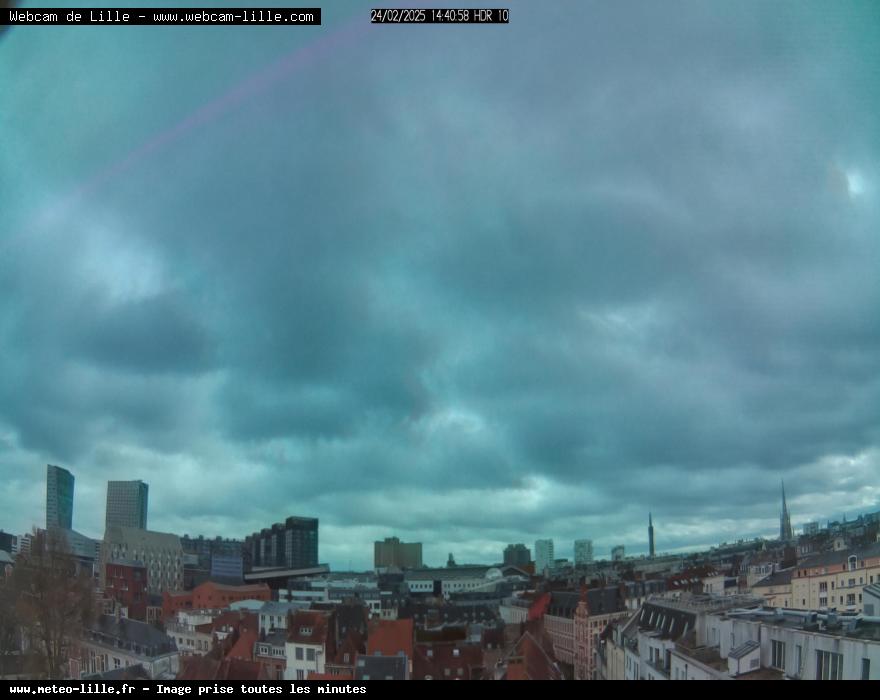 Webcam de Lille - www.webcam-lille.com
24/02/2025 14:40:58 HDR 10
www.meteo-lille.fr - Image prise toutes les minutes